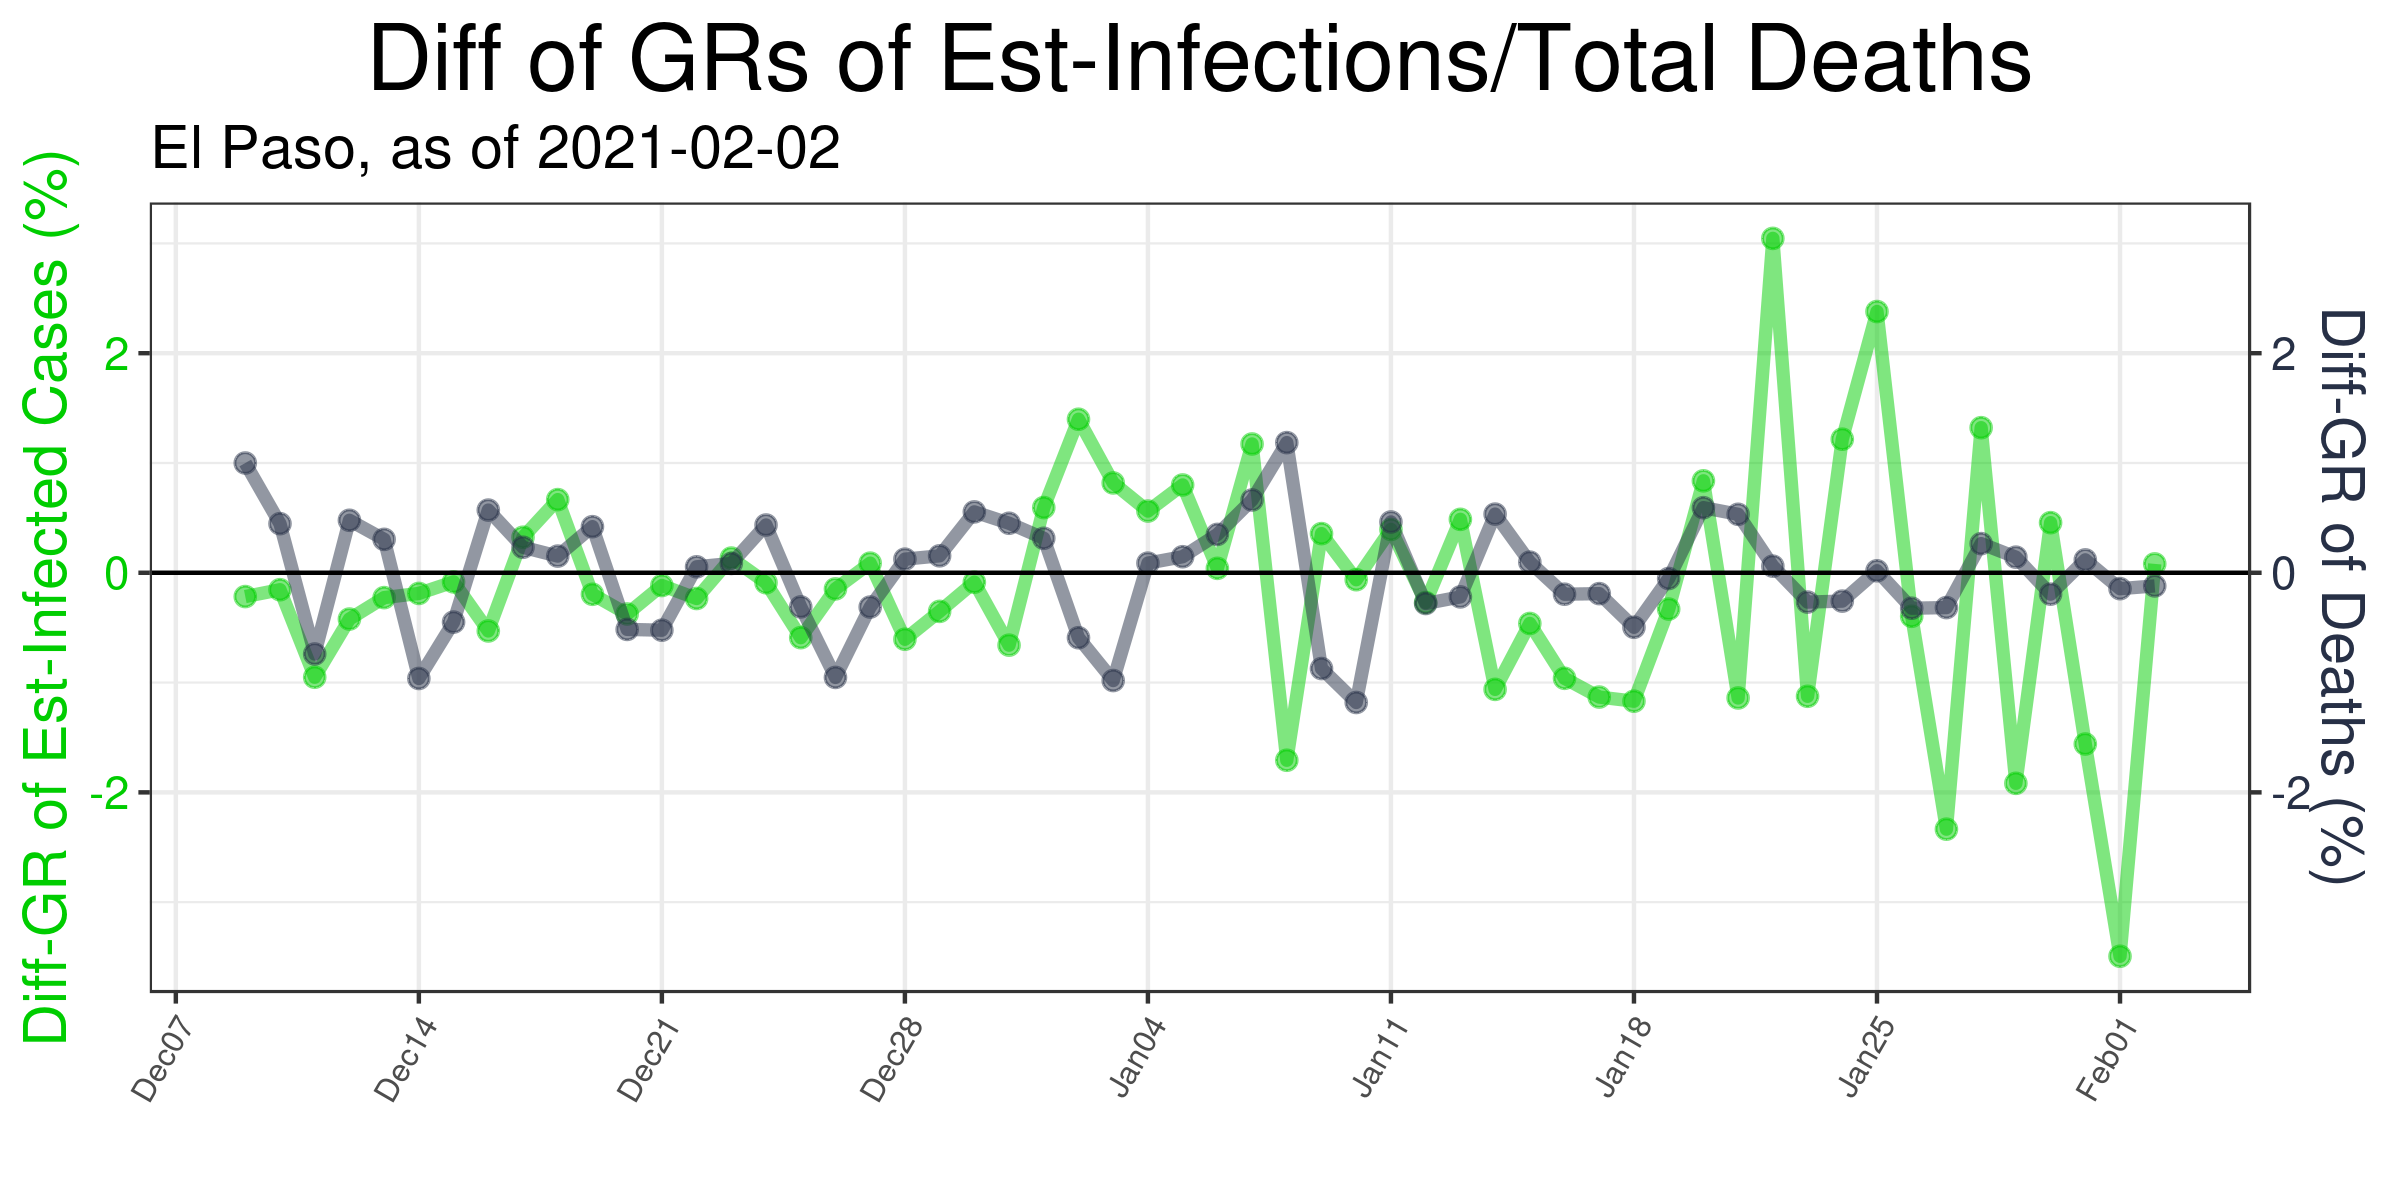 Diff of GRs of Est-Infections/Total Deaths
El Paso, as of 2021-02-02
Diff-GR of Est-Infected Cases (%)
2
0
-2
2
0
-2
Diff-GR of Deaths (%)
Dec07
Dec14
Dec21
Dec28
Jan04
Jan11
Jan18
Jan25
Feb01